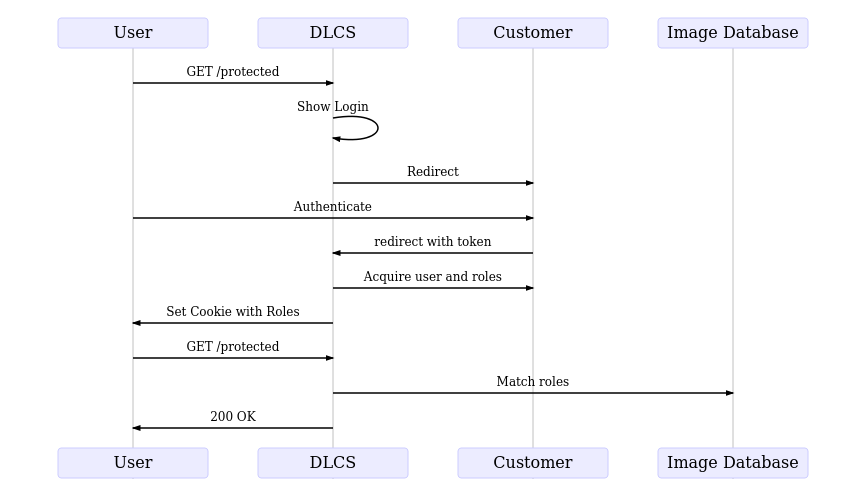 User
DLCS
Customer
Image Database
GET /protected
Show Login
Redirect
Authenticate
redirect with token
Acquire user and roles
Set Cookie with Roles
GET /protected
Match roles
200 OK
User
DLCS
Customer
Image Database